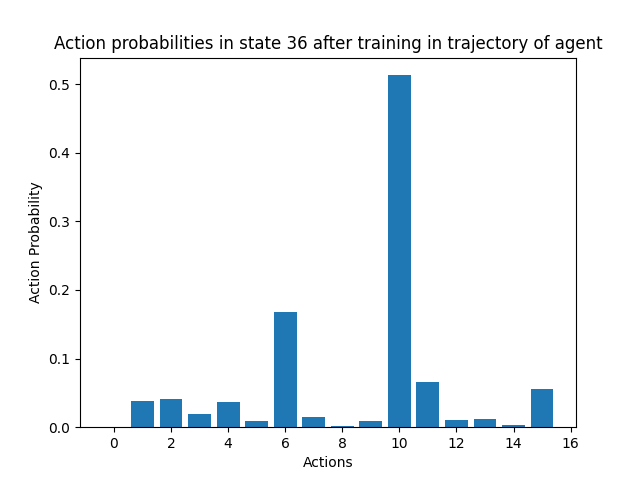 Action probabilities in state 36 after training in trajectory of agent
0.5
0.4
0.3
0.2
0.1
0.0
Action Probability
0 2 4 6 8 10 12 14 16
Actions